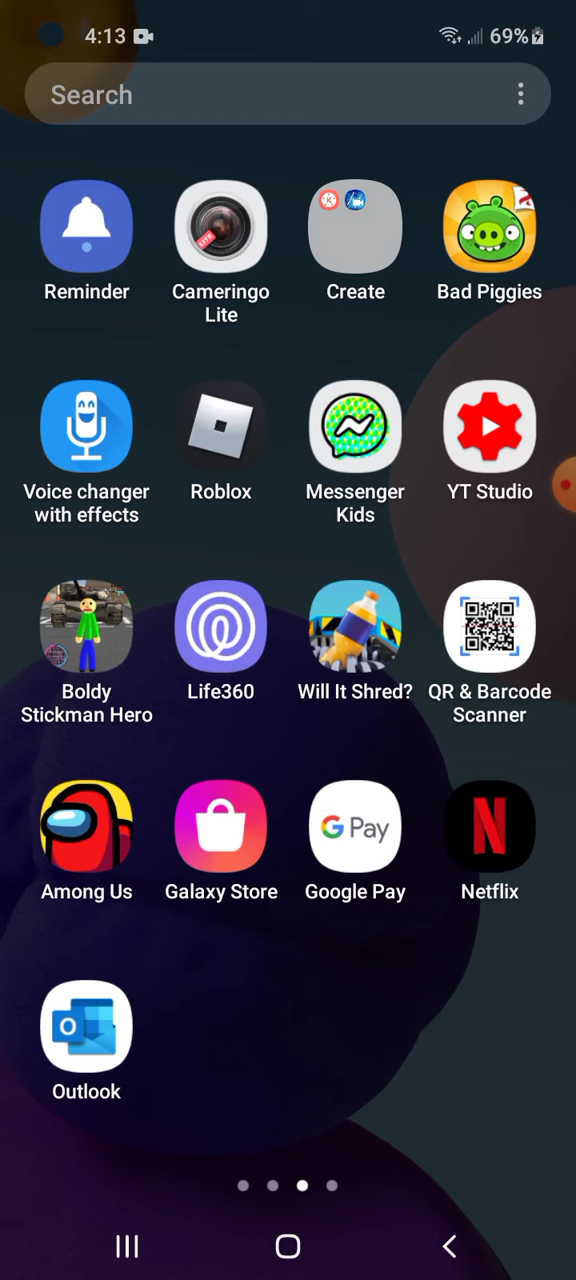 4:13
69%
Search
Reminder
Cameringo
Lite
Create
Bad Piggies
Voice changer
with effects
Roblox
Messenger
Kids
YT Studio
Boldy
Stickman Hero
Life360
Will It Shred?
QR & Barcode
Scanner
Among Us
Galaxy Store
G Pay
Google Pay
N
Netflix
O
Outlook